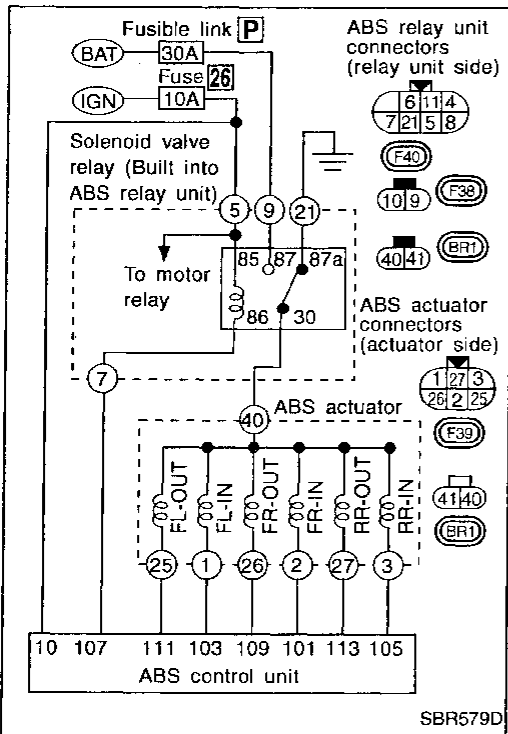 Fusible link P
BAT 30A
Fuse 26
IGN 10A
Solenoid valve
relay (Built into
ABS relay unit)
5 9 21
85 87 87a
To motor
relay
86 30
7
40 ABS actuator
FL-OUT FL-IN FR-OUT FR-IN RR-OUT RR-IN
25 1 26 2 27 3
10 107 111 103 109 101 113 105
ABS control unit
ABS relay unit
connectors
(relay unit side)
6 11 4
7 21 5 8
F40
10 9 F38
40 41 BR1
ABS actuator
connectors
(actuator side)
1 27 3
26 2 25
F39
41 40
BR1
SBR579D